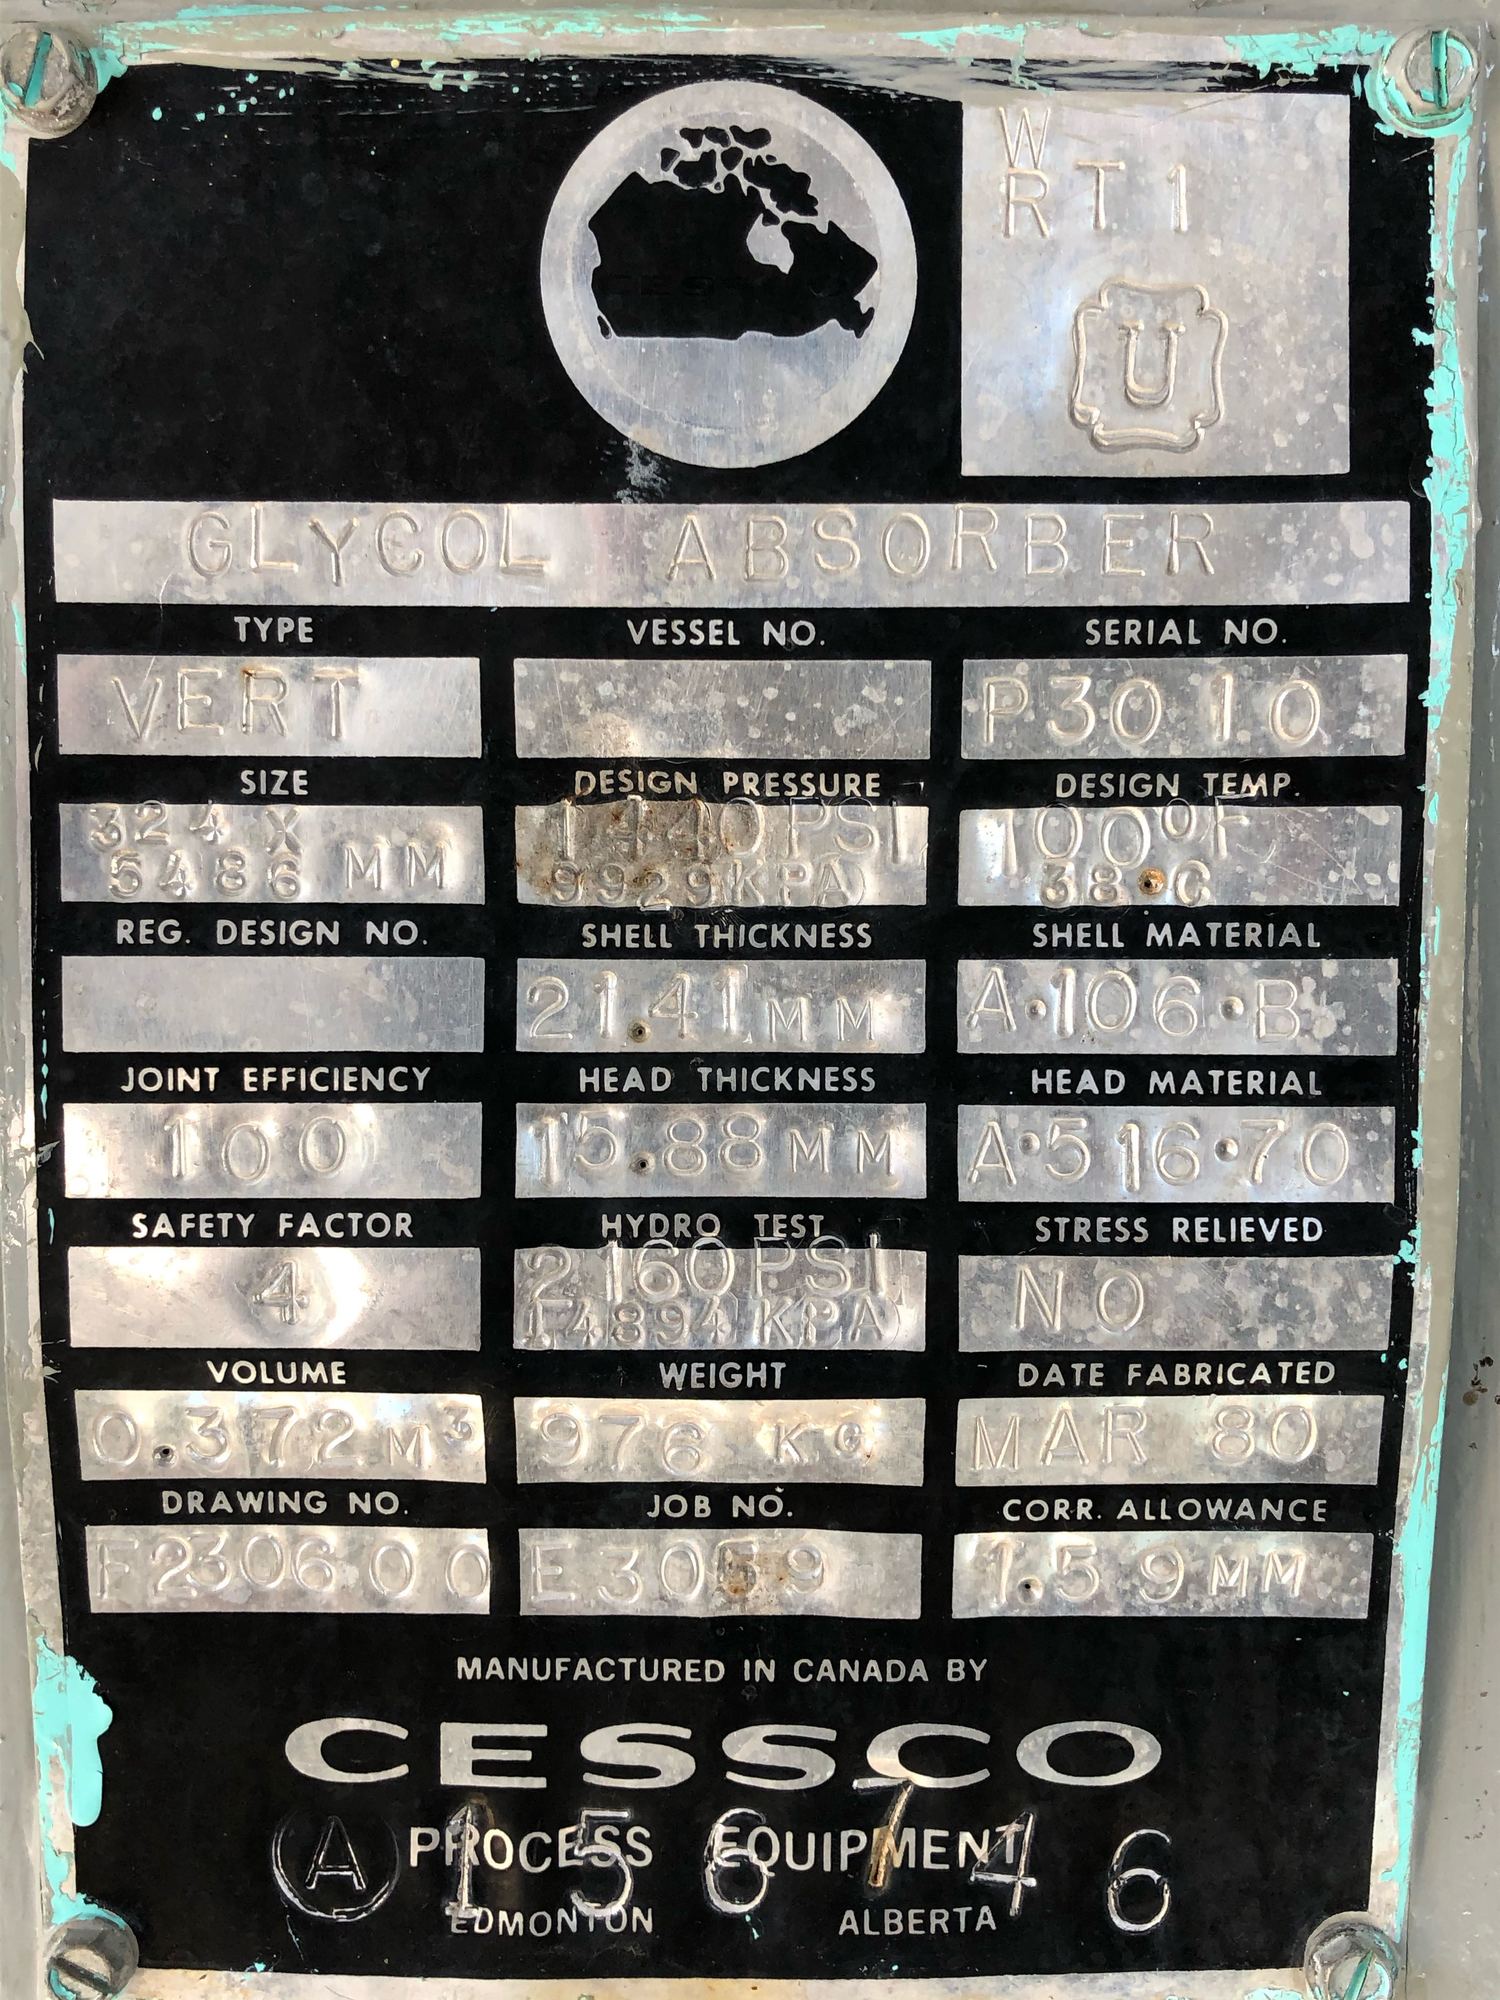 W
RT1
U
GLYCOL ABSORBER
TYPE VESSEL NO. SERIAL NO.
VERT P3010
SIZE DESIGN PRESSURE DESIGN TEMP.
324 X 1440 PSI 100°F
5486 MM 9929 KPA) 38°C
REG. DESIGN NO. SHELL THICKNESS SHELL MATERIAL
21.41 MM A·106·B
JOINT EFFICIENCY HEAD THICKNESS HEAD MATERIAL
100 15.88 MM A·516·70
SAFETY FACTOR HYDRO TEST STRESS RELIEVED
4 2160 PSI NO
14894 KPA)
VOLUME WEIGHT DATE FABRICATED
0.372 M³ 976 KG MAR 80
DRAWING NO. JOB NO. CORR. ALLOWANCE
F230600 E3059 1.59 MM
MANUFACTURED IN CANADA BY
CESSCO
PROCESS EQUIPMENT
A 156746
EDMONTON ALBERTA